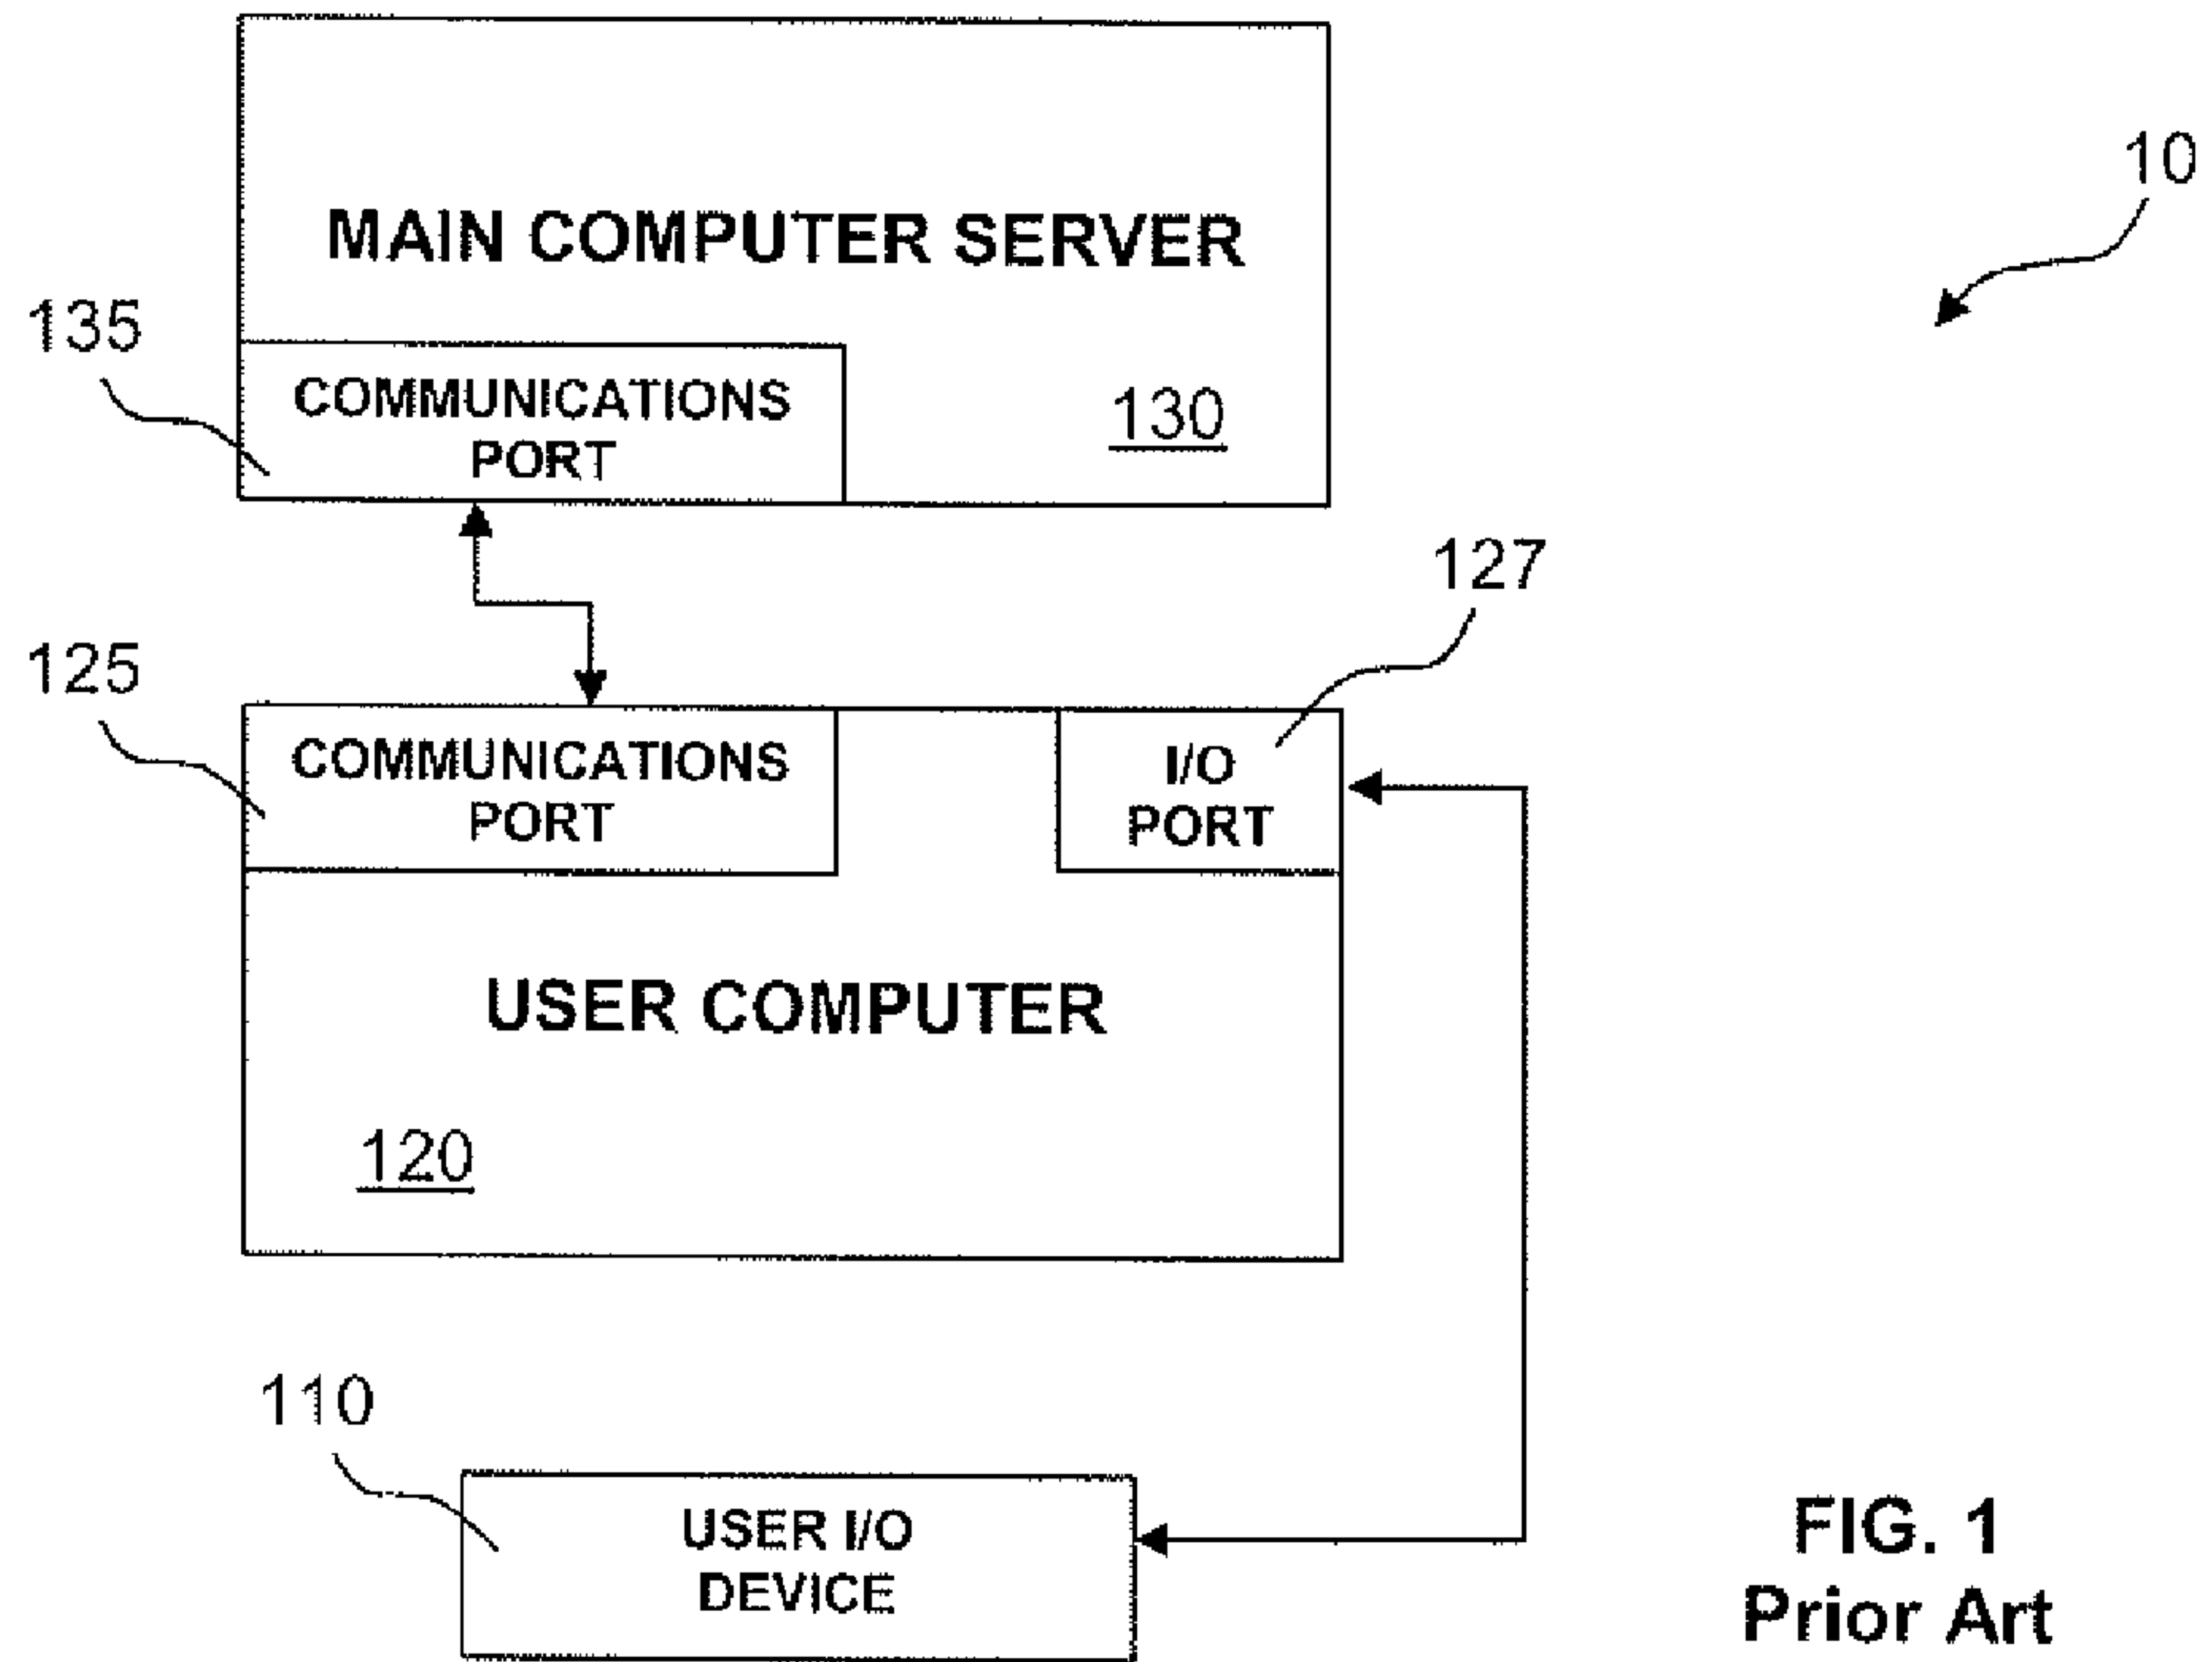 10
MAIN COMPUTER SERVER
135
COMMUNICATIONS
PORT
130
127
125
COMMUNICATIONS
PORT
I/O
PORT
USER COMPUTER
120
110
USER I/O
DEVICE
FIG. 1
Prior Art